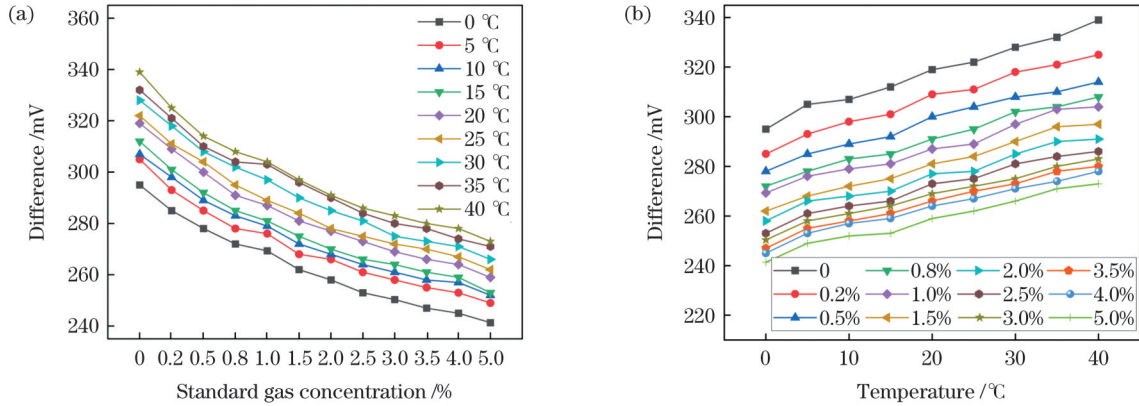 (a)
360
340
320
300
280
260
240
Difference /mV
0 0.2 0.5 0.8 1.0 1.5 2.0 2.5 3.0 3.5 4.0 5.0
Standard gas concentration /%
0 ℃
5 ℃
10 ℃
15 ℃
20 ℃
25 ℃
30 ℃
35 ℃
40 ℃
(b)
340
320
300
280
260
240
220
Difference /mV
0 0.8% 2.0% 3.5%
0.2% 1.0% 2.5% 4.0%
0.5% 1.5% 3.0% 5.0%
0 10 20 30 40
Temperature /℃